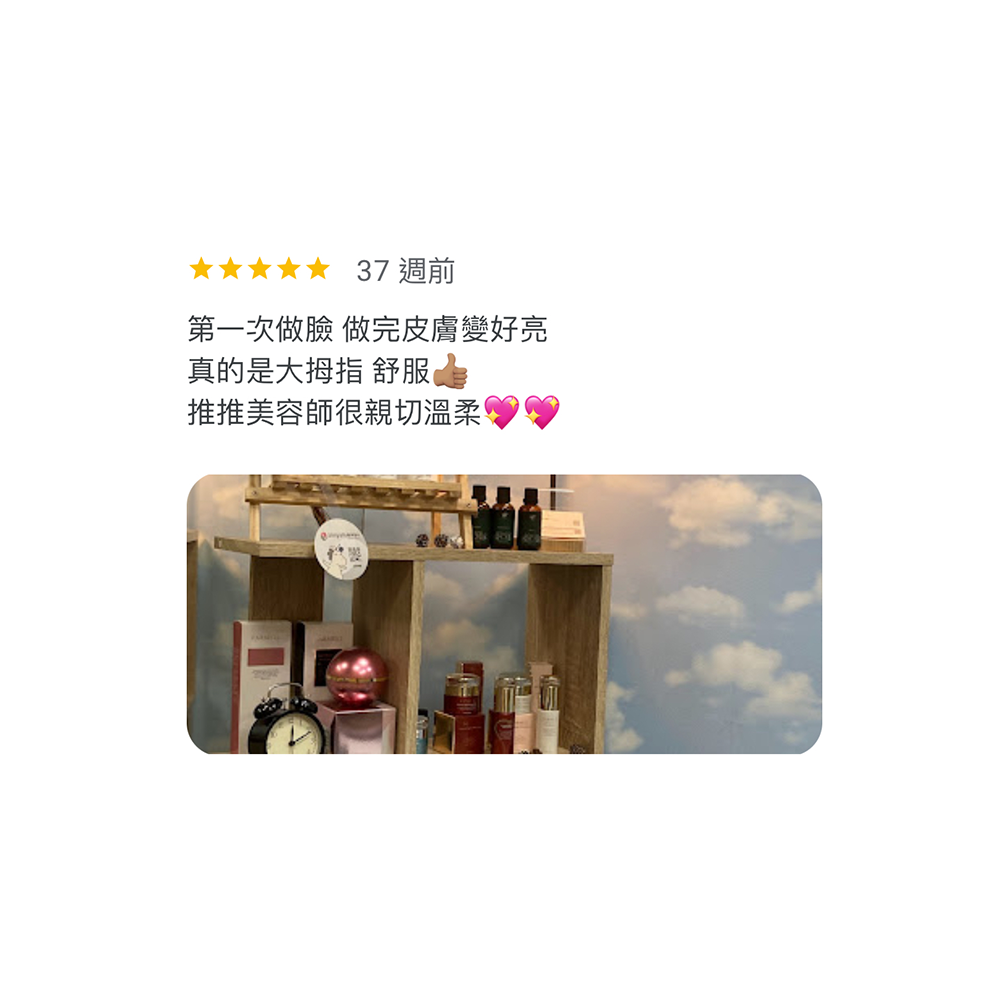 ★★★★★ 37 週前
第一次做臉 做完皮膚變好亮
真的是大拇指 舒服👍🏽
推推美容師很親切溫柔💖💖